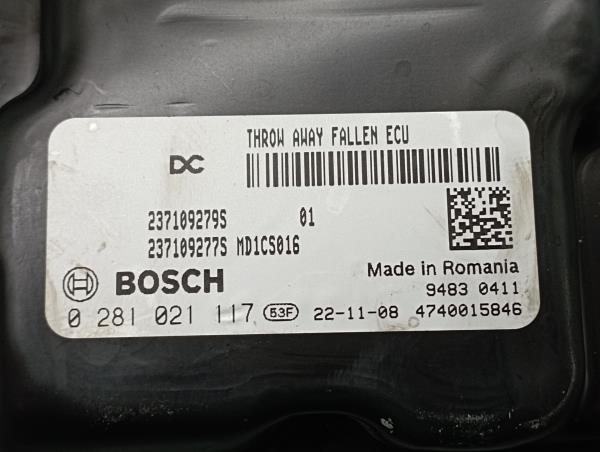 THROW AWAY FALLEN ECU
DC
237109279S 01
237109277S MD1CS016
BOSCH
Made in Romania
9483 0411
0 281 021 117 53F 22-11-08 4740015846